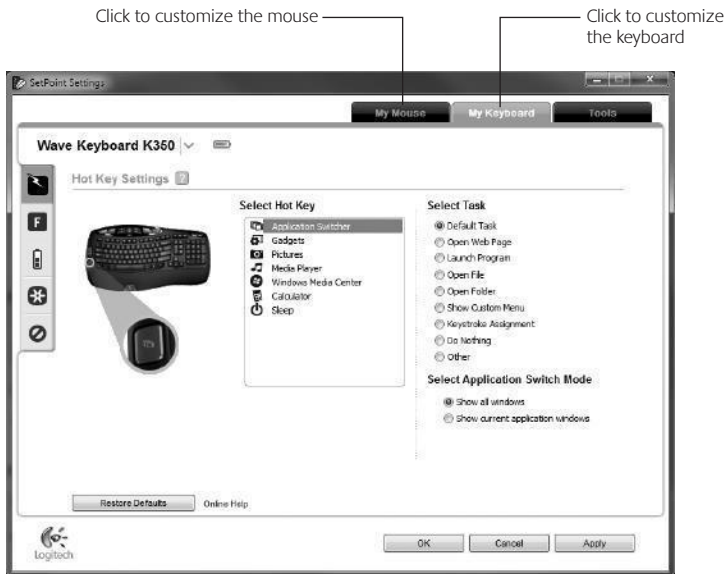 Click to customize the mouse
Click to customize
the keyboard
SetPoint Settings
My Mouse
My Keyboard
Tools
Wave Keyboard K350
Hot Key Settings ?
F
Select Hot Key
Application Switcher
Gadgets
Pictures
Media Player
Windows Media Center
Calculator
Sleep
Select Task
Default Task
Open Web Page
Launch Program
Open File
Open Folder
Show Custom Menu
Keystroke Assignment
Do Nothing
Other
Select Application Switch Mode
Show all windows
Show current application windows
Restore Defaults
Online Help
Logitech
OK
Cancel
Apply